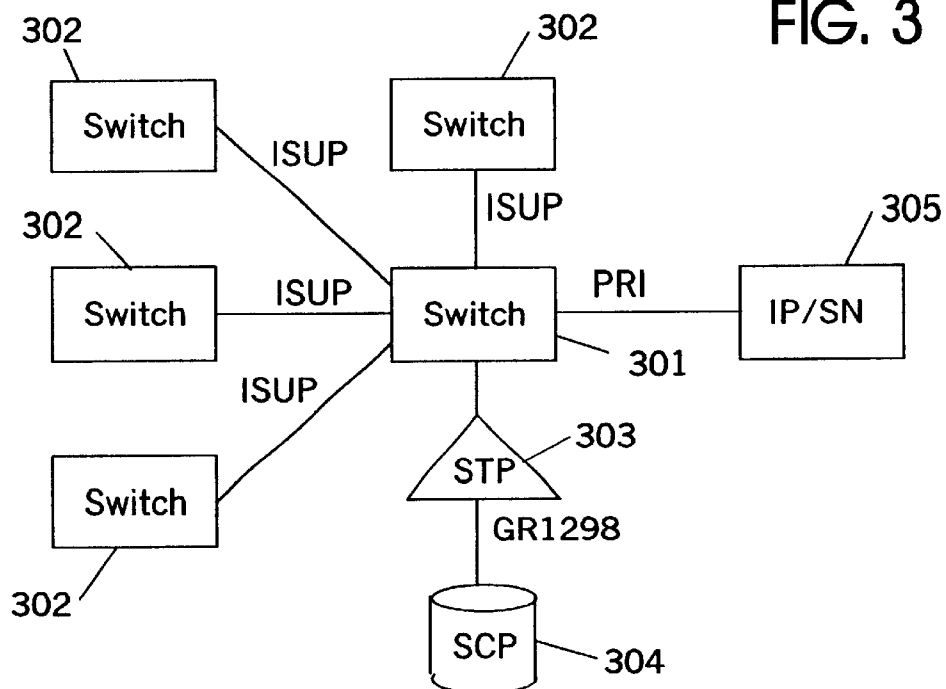 FIG. 3
302
302
Switch
Switch
ISUP
ISUP
302
305
Switch
ISUP
Switch
PRI
IP/SN
301
ISUP
303
STP
Switch
GR1298
302
SCP
304